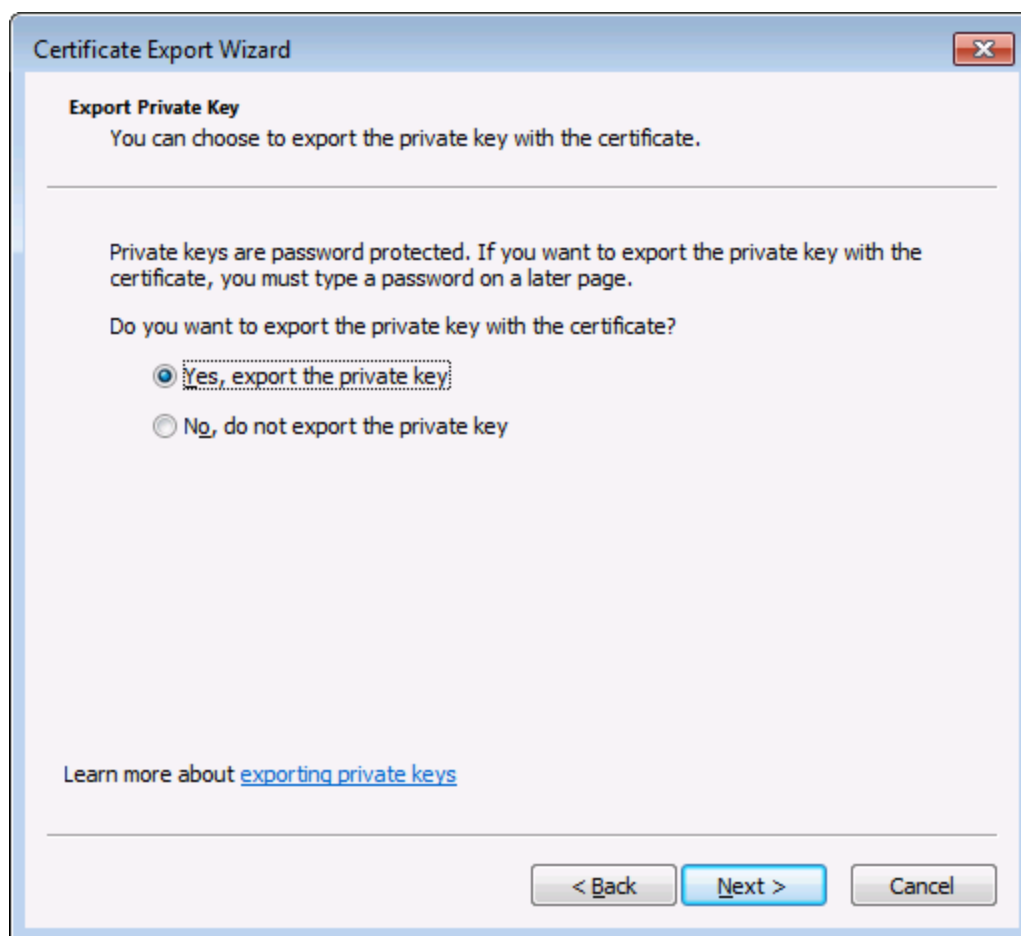 Certificate Export Wizard
Export Private Key
You can choose to export the private key with the certificate.
Private keys are password protected. If you want to export the private key with the
certificate, you must type a password on a later page.
Do you want to export the private key with the certificate?
Yes, export the private key
No, do not export the private key
Learn more about exporting private keys
< Back
Next >
Cancel